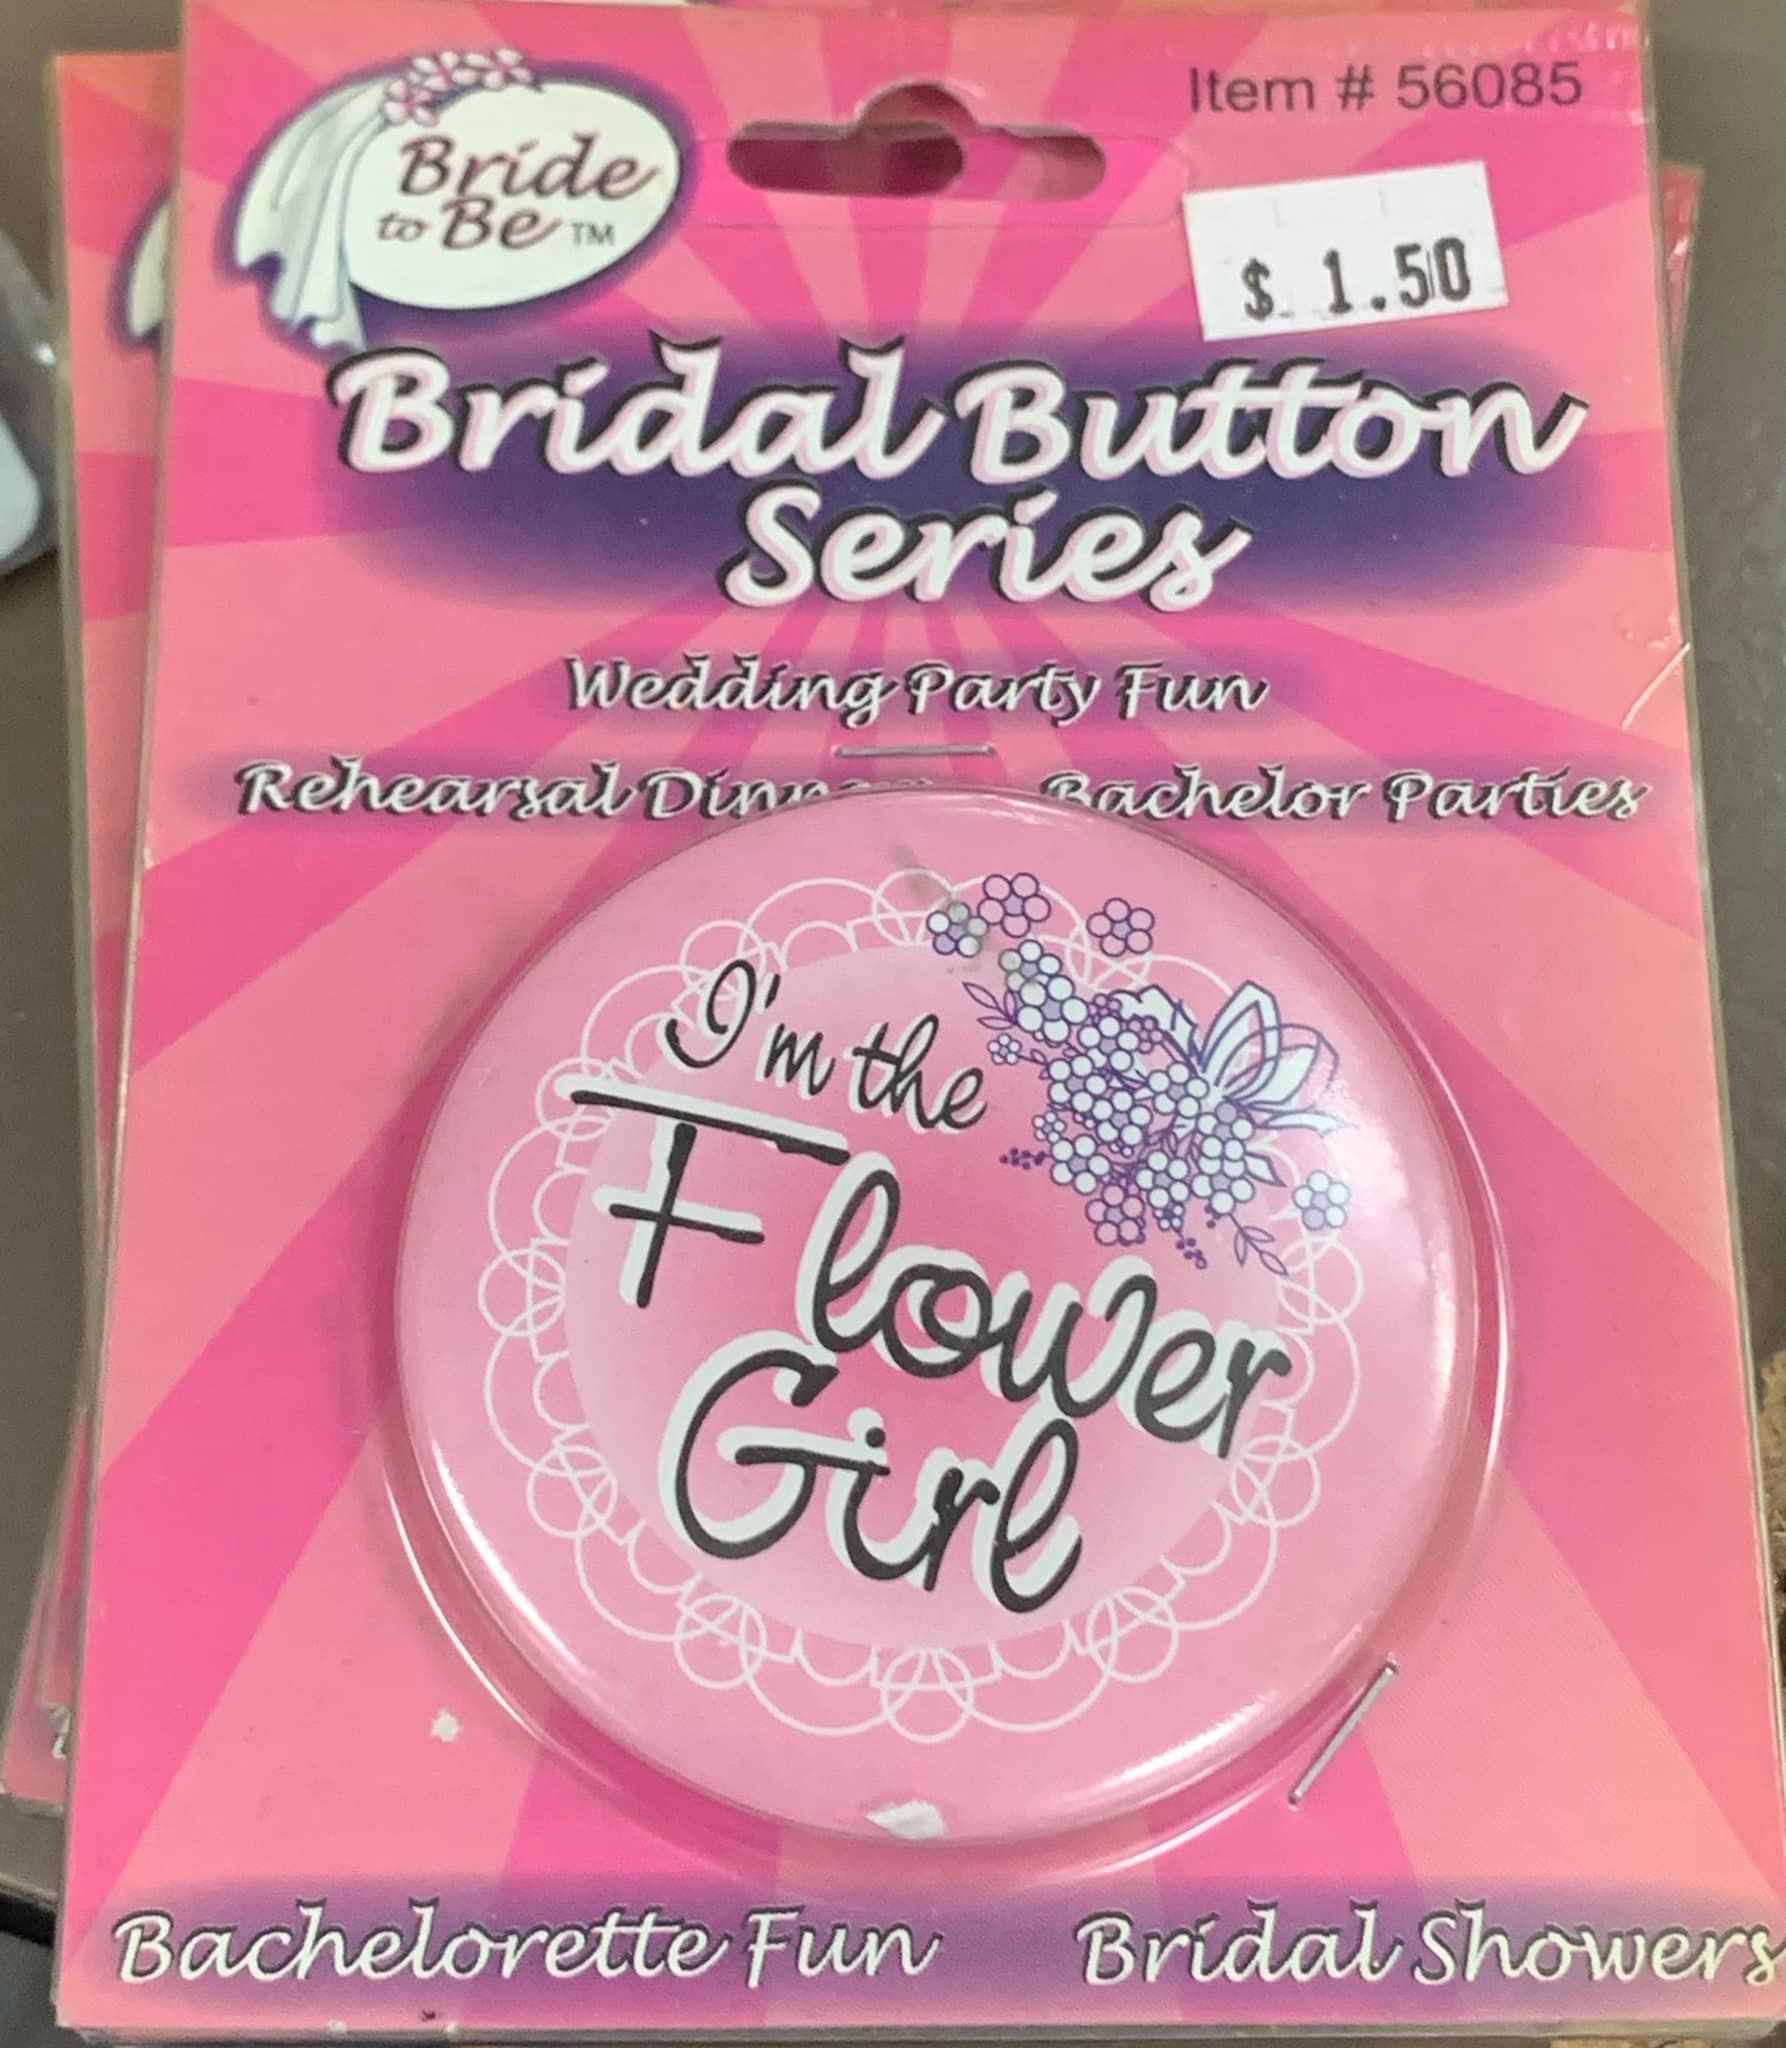 Item # 56085
Bride
to Be ™
$ 1.50
Bridal Button
Series
Wedding Party Fun
Rehearsal Bachelor Parties
I'm the
Flower
Girl
Bachelorette Fun Bridal Showers